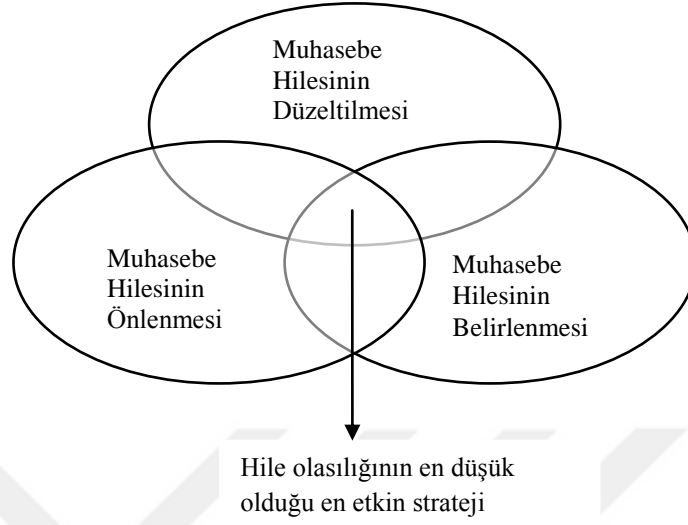 Muhasebe
Hilesinin
Düzeltilmesi
Muhasebe
Hilesinin
Önlenmesi
Muhasebe
Hilesinin
Belirlenmesi
Hile olasılığının en düşük
olduğu en etkin strateji